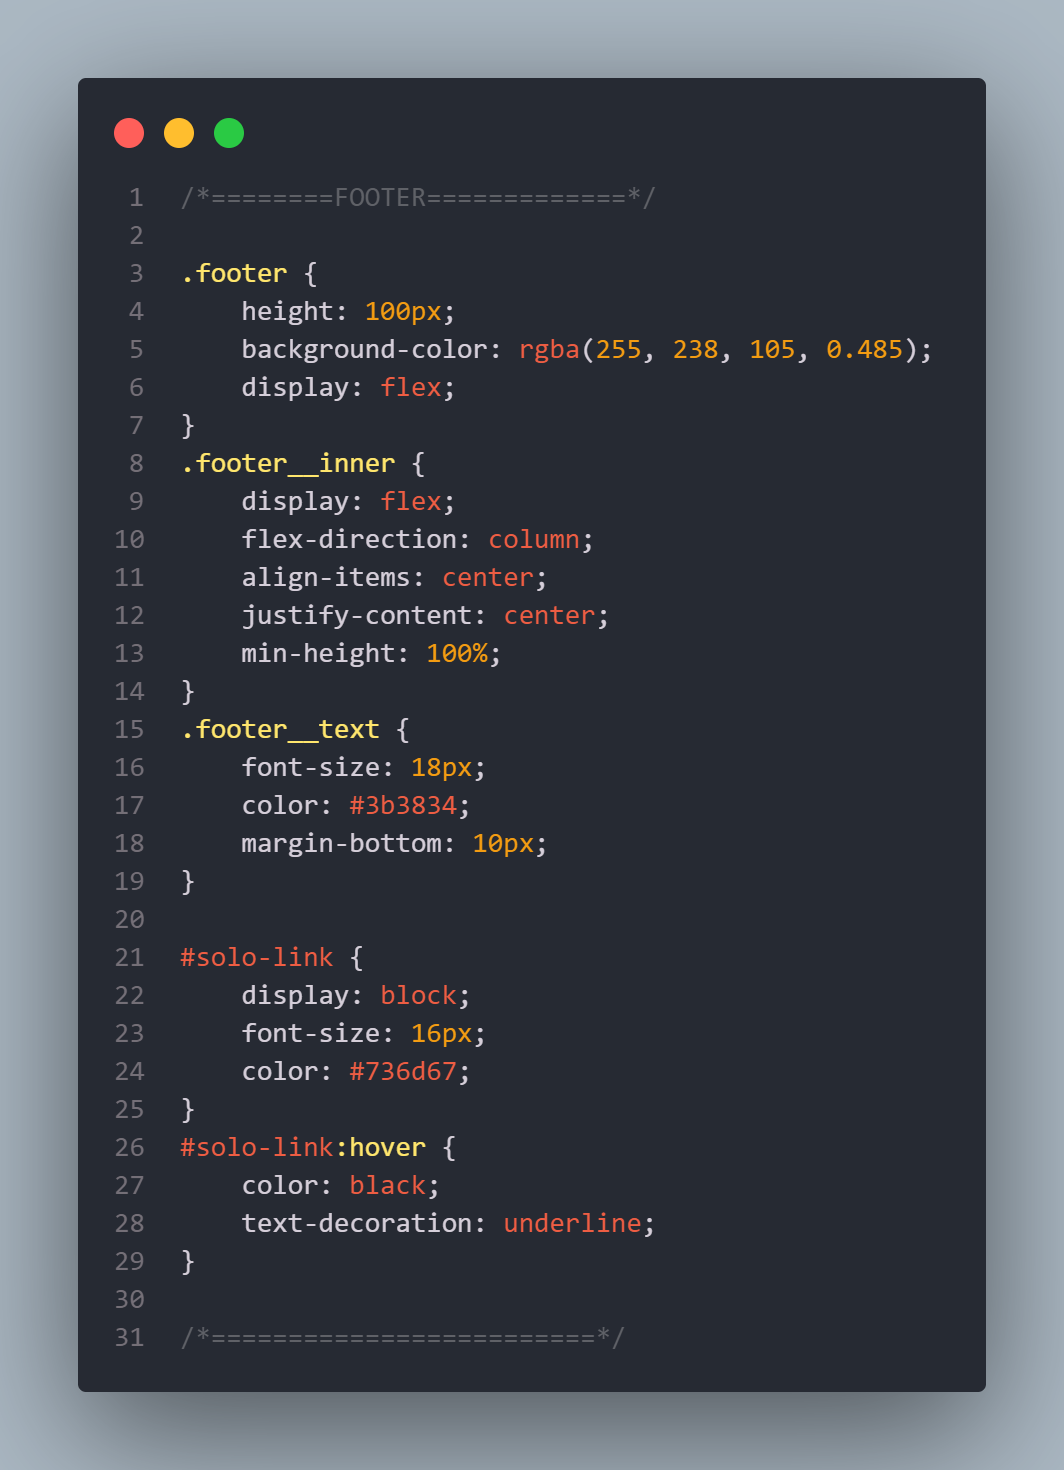 1 /*========FOOTER=============*/
2
3 .footer {
4     height: 100px;
5     background-color: rgba(255, 238, 105, 0.485);
6     display: flex;
7 }
8 .footer__inner {
9     display: flex;
10     flex-direction: column;
11     align-items: center;
12     justify-content: center;
13     min-height: 100%;
14 }
15 .footer__text {
16     font-size: 18px;
17     color: #3b3834;
18     margin-bottom: 10px;
19 }
20
21 #solo-link {
22     display: block;
23     font-size: 16px;
24     color: #736d67;
25 }
26 #solo-link:hover {
27     color: black;
28     text-decoration: underline;
29 }
30
31 /*=========================*/